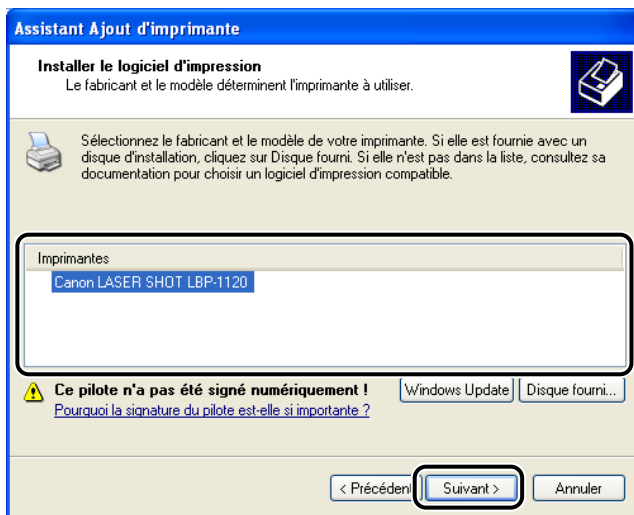 Assistant Ajout d'imprimante
Installer le logiciel d'impression
Le fabricant et le modèle déterminent l'imprimante à utiliser.
Sélectionnez le fabricant et le modèle de votre imprimante. Si elle est fournie avec un
disque d'installation, cliquez sur Disque fourni. Si elle n'est pas dans la liste, consultez sa
documentation pour choisir un logiciel d'impression compatible.
Imprimantes
Canon LASER SHOT LBP-1120
Ce pilote n'a pas été signé numériquement !
Pourquoi la signature du pilote est-elle si importante ?
Windows Update
Disque fourni...
< Précédent
Suivant >
Annuler